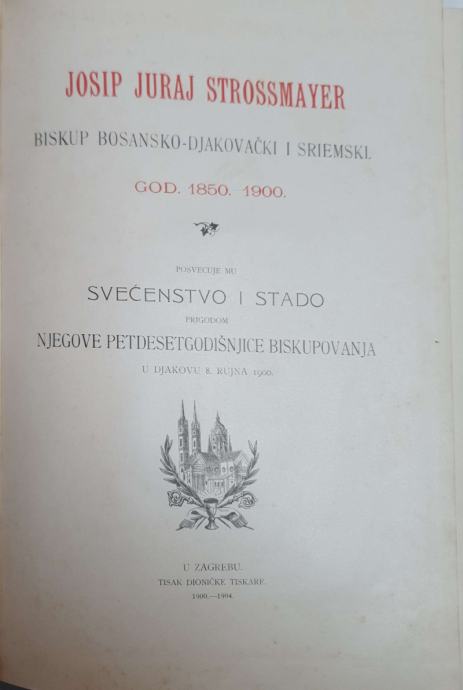 JOSIP JURAJ STROSSMAYER
BISKUP BOSANSKO-DJAKOVAČKI I SRIEMSKI.
GOD. 1850. 1900.
POSVEĆUJE MU
SVEĆENSTVO I STADO
PRIGODOM
NJEGOVE PETDESETGODIŠNJICE BISKUPOVANJA
U DJAKOVU 8. RUJNA 1900.
U ZAGREBU.
TISAK DIONIČKE TISKARE.
1900.—1904.